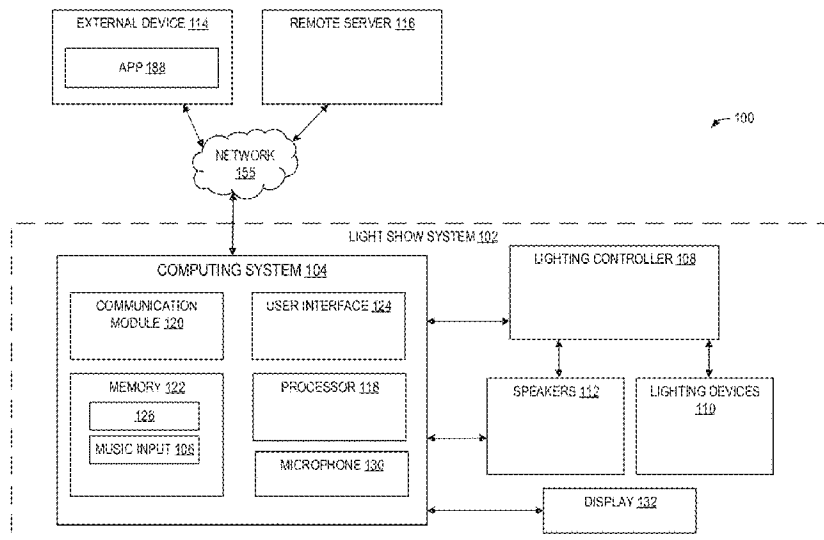 EXTERNAL DEVICE 114
APP 188
REMOTE SERVER 116
100
NETWORK
155
LIGHT SHOW SYSTEM 102
COMPUTING SYSTEM 104
COMMUNICATION
MODULE 120
USER INTERFACE 124
MEMORY 122
126
MUSIC INPUT 106
PROCESSOR 118
MICROPHONE 130
LIGHTING CONTROLLER 108
SPEAKERS 112
LIGHTING DEVICES
110
DISPLAY 132